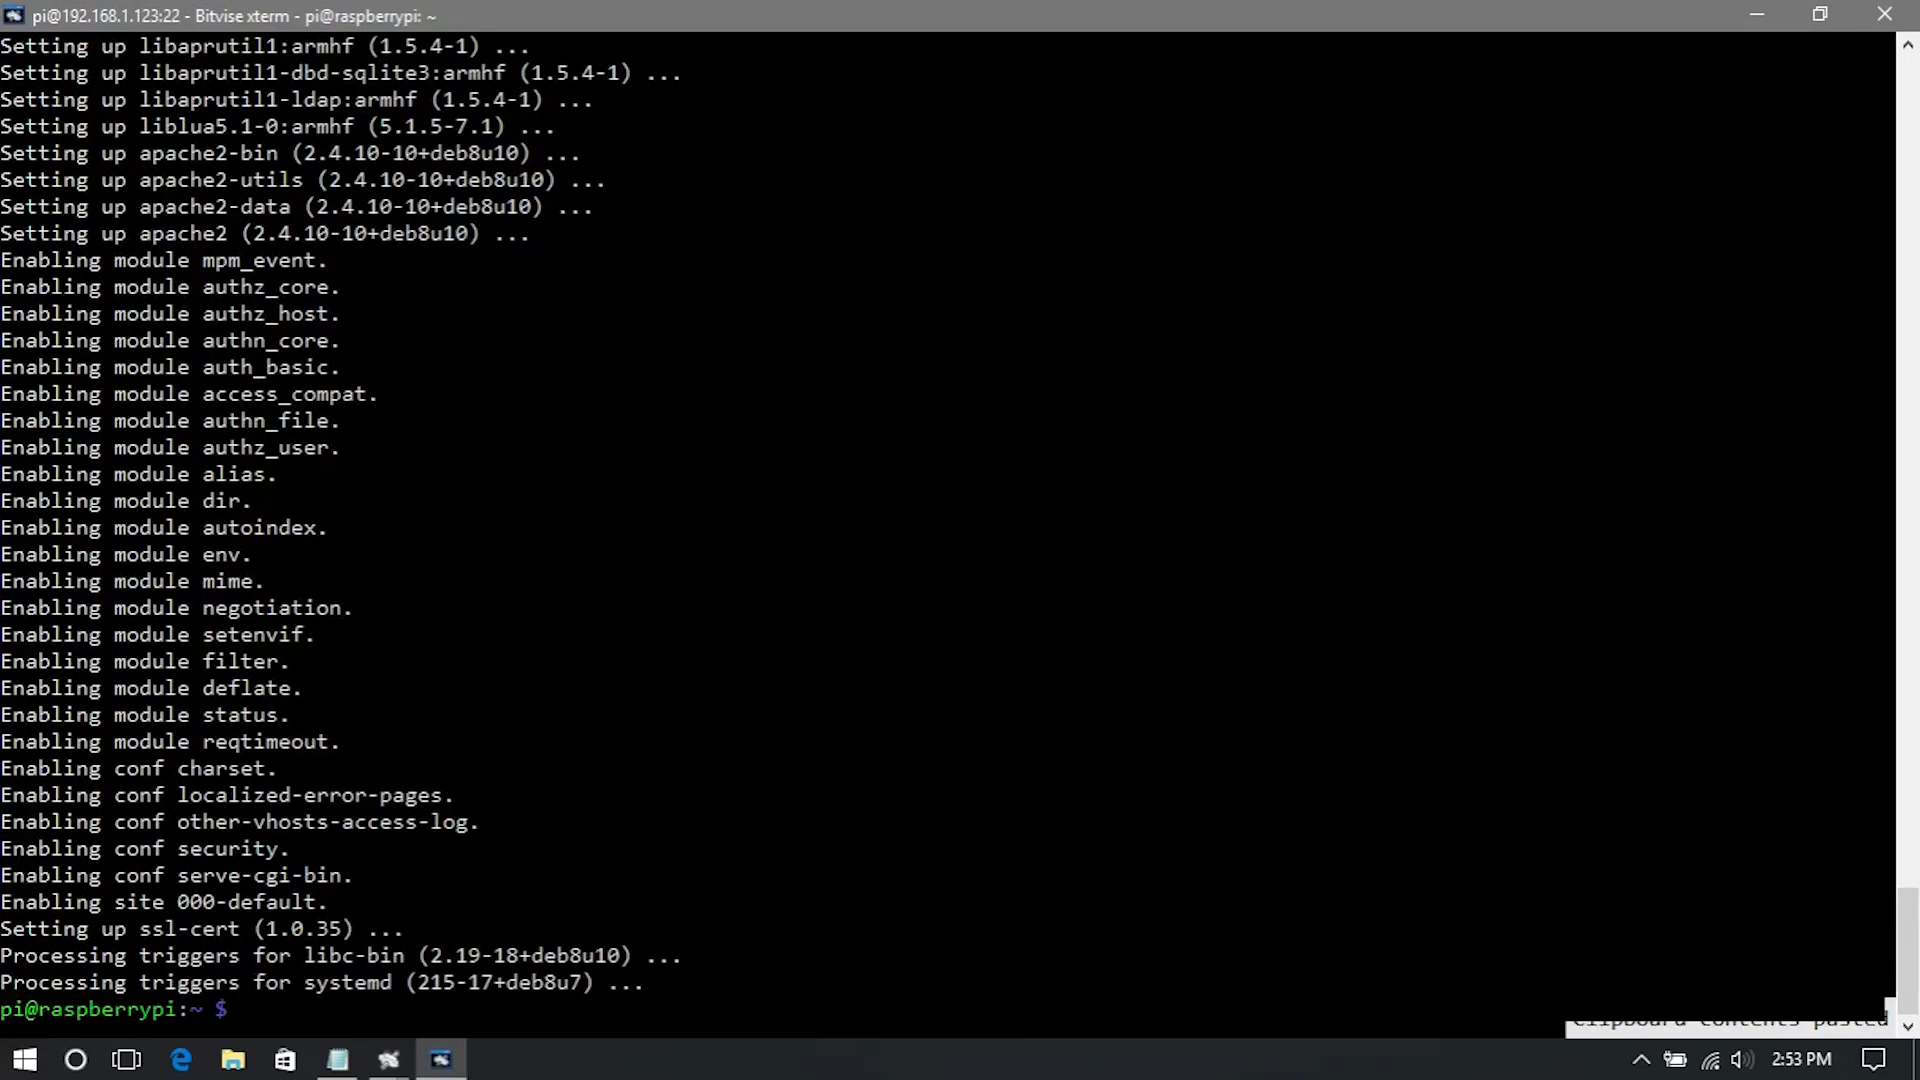 pi@192.168.1.123:22 - Bitvise xterm - pi@raspberrypi: ~
Setting up libaprutil1:armhf (1.5.4-1) ...
Setting up libaprutil1-dbd-sqlite3:armhf (1.5.4-1) ...
Setting up libaprutil1-ldap:armhf (1.5.4-1) ...
Setting up liblua5.1-0:armhf (5.1.5-7.1) ...
Setting up apache2-bin (2.4.10-10+deb8u10) ...
Setting up apache2-utils (2.4.10-10+deb8u10) ...
Setting up apache2-data (2.4.10-10+deb8u10) ...
Setting up apache2 (2.4.10-10+deb8u10) ...
Enabling module mpm_event.
Enabling module authz_core.
Enabling module authz_host.
Enabling module authn_core.
Enabling module auth_basic.
Enabling module access_compat.
Enabling module authn_file.
Enabling module authz_user.
Enabling module alias.
Enabling module dir.
Enabling module autoindex.
Enabling module env.
Enabling module mime.
Enabling module negotiation.
Enabling module setenvif.
Enabling module filter.
Enabling module deflate.
Enabling module status.
Enabling module reqtimeout.
Enabling conf charset.
Enabling conf localized-error-pages.
Enabling conf other-vhosts-access-log.
Enabling conf security.
Enabling conf serve-cgi-bin.
Enabling site 000-default.
Setting up ssl-cert (1.0.35) ...
Processing triggers for libc-bin (2.19-18+deb8u10) ...
Processing triggers for systemd (215-17+deb8u7) ...
pi@raspberrypi:~ $
Clipboard contents pasted
2:53 PM